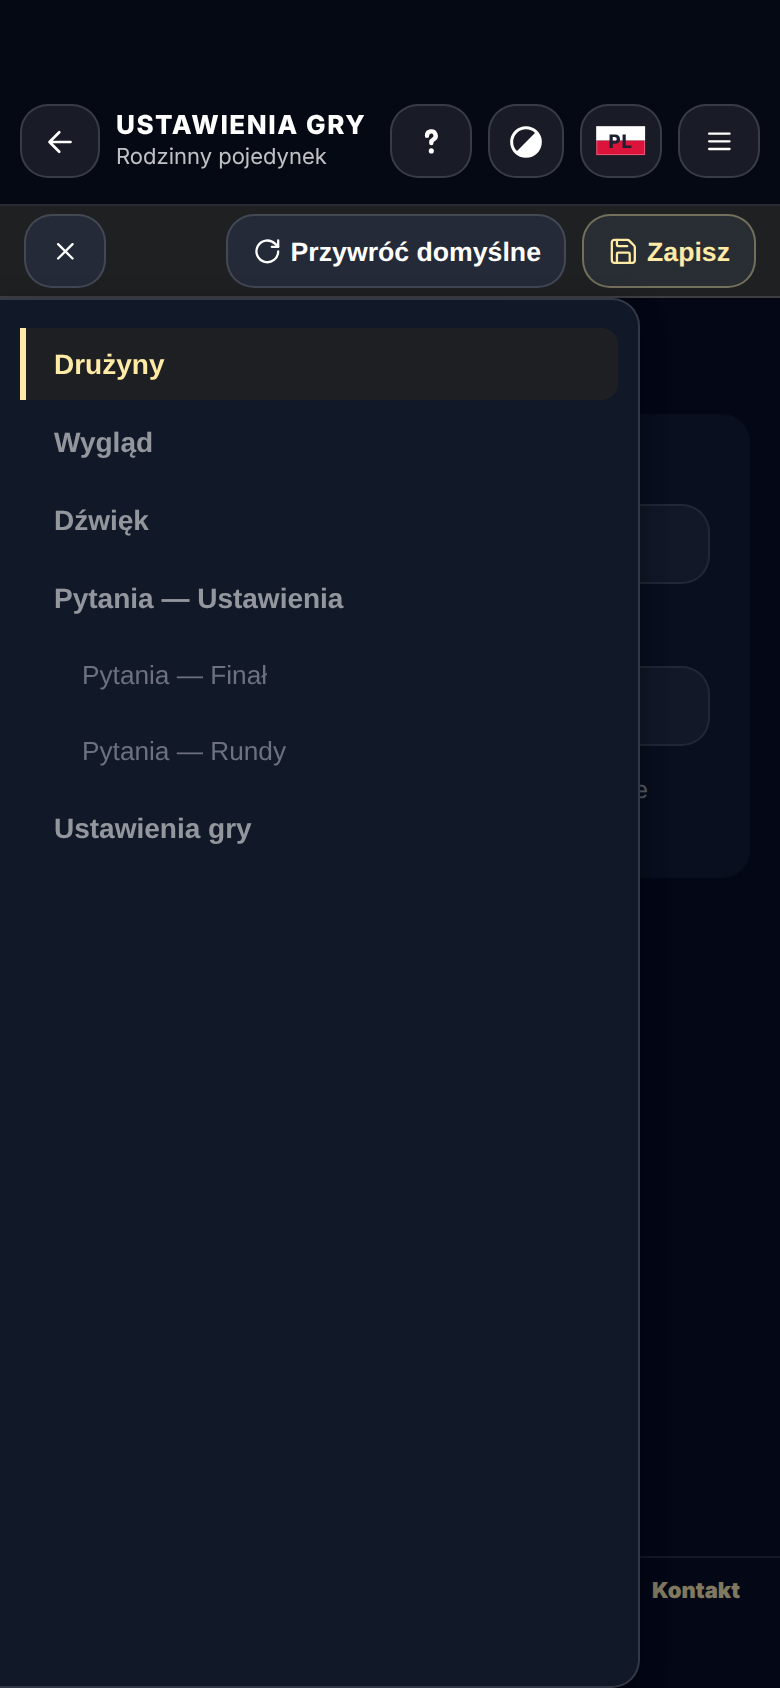 USTAWIENIA GRY
Rodzinny pojedynek
?
PL
Przywróć domyślne
Zapisz
Drużyny
Wygląd
Dźwięk
Pytania — Ustawienia
Pytania — Finał
Pytania — Rundy
Ustawienia gry
Kontakt